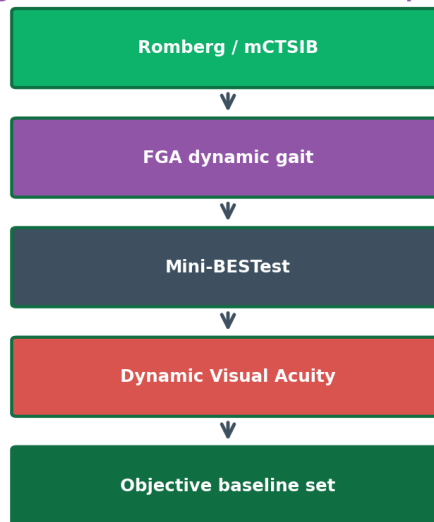 Romberg / mCTSIB
FGA dynamic gait
Mini-BESTest
Dynamic Visual Acuity
Objective baseline set